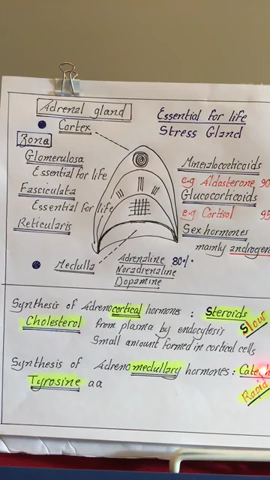 Adrenal gland
Essential for life
Stress Gland
Cortex
Zona
Glomerulosa
Essential for life
Fasciculata
Essential for life
Reticularis
Mineralocorticoids
e.g Aldosterone 90
Glucocorticoids
e.g Cortisol 95
Sex hormones
mainly androgen
Medulla
Adrenaline 80%
Noradrenaline
Dopamine
Synthesis of Adrenocortical hormones : Steroids
Cholesterol from plasma by endocytosis Slow
Small amount formed in cortical cells
Synthesis of Adrenomedullary hormones : Cate
Tyrosine aa Rapid